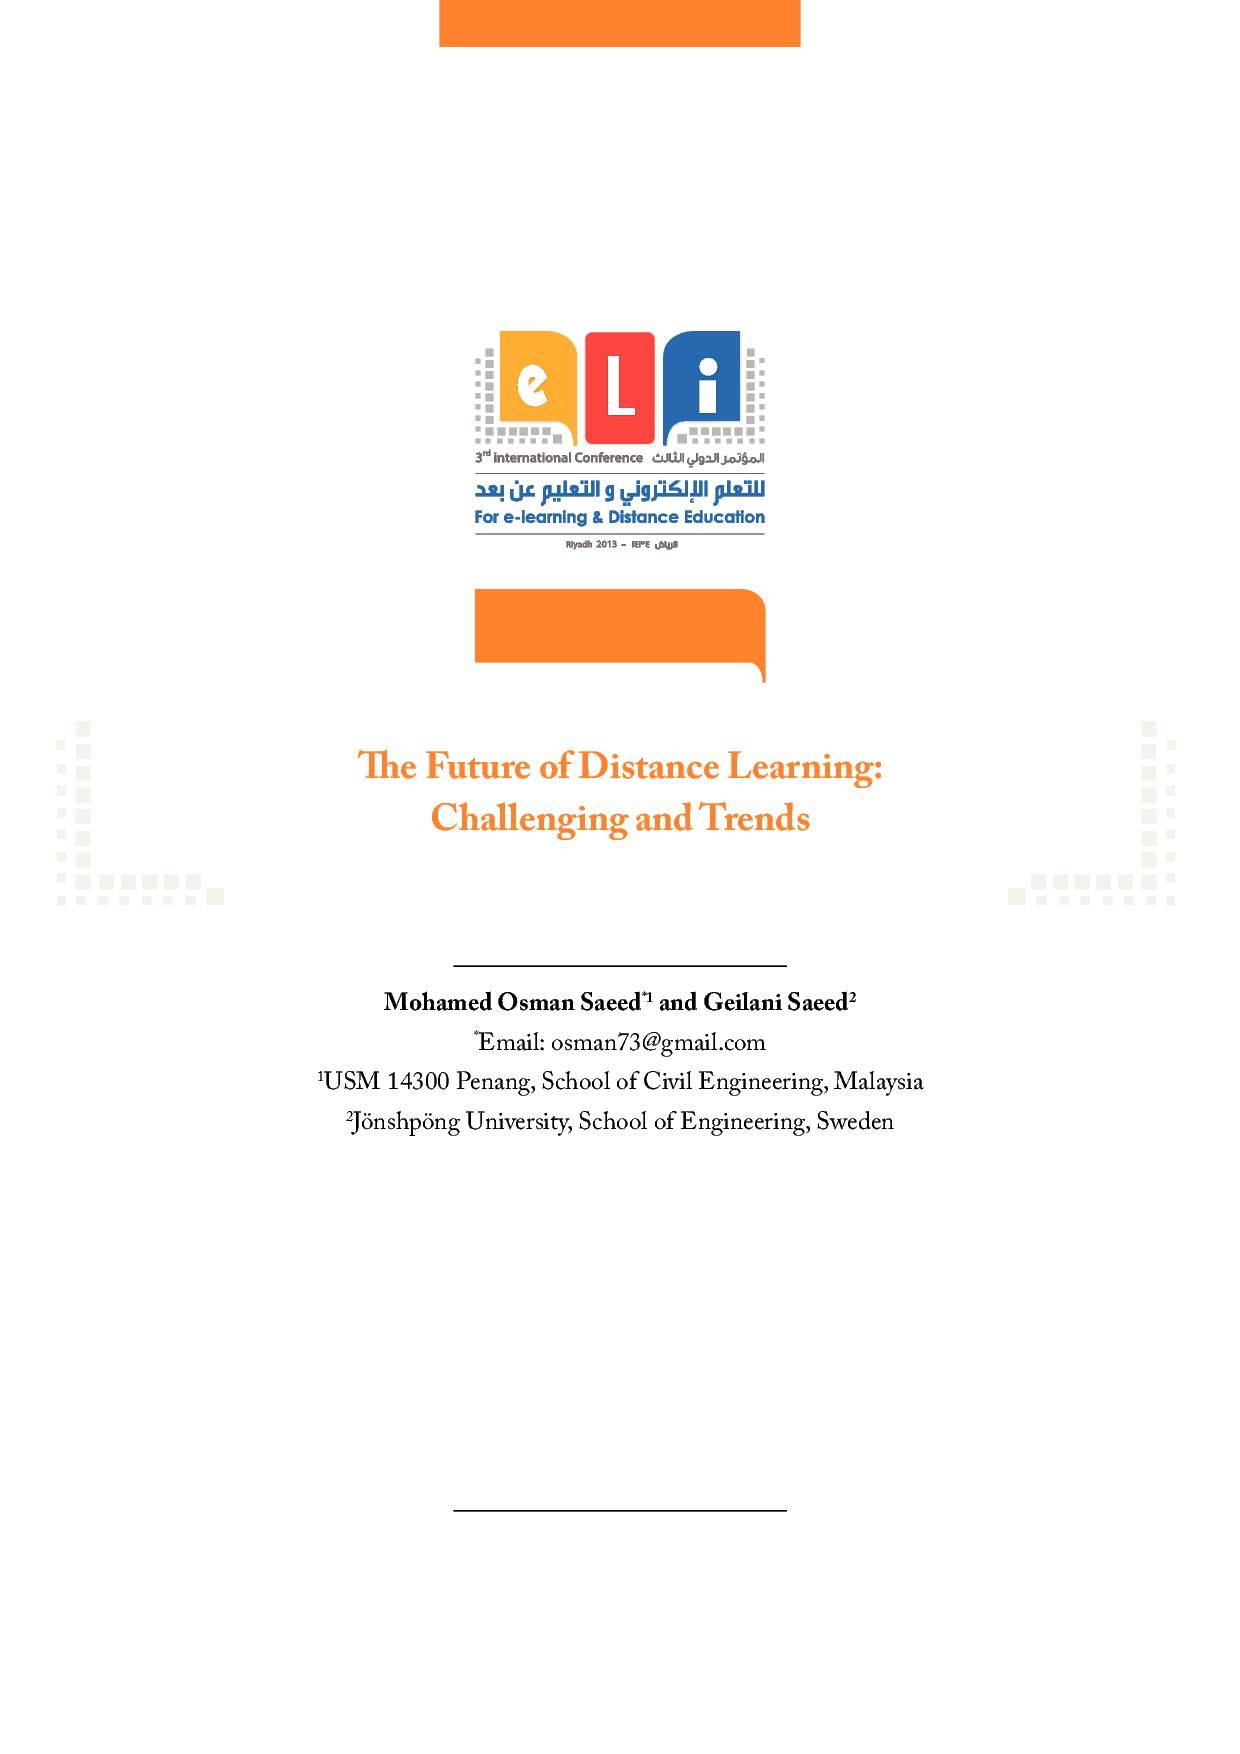 eLi
3rd international Conference المؤتمر الدولي الثالث
للتعلم الإلكتروني و التعليم عن بعد
For e-learning & Distance Education
Riyadh 2013 – ١٤٣٤ الرياض
The Future of Distance Learning:
Challenging and Trends
Mohamed Osman Saeed*1 and Geilani Saeed2
*Email: osman73@gmail.com
1USM 14300 Penang, School of Civil Engineering, Malaysia
2Jönshpöng University, School of Engineering, Sweden